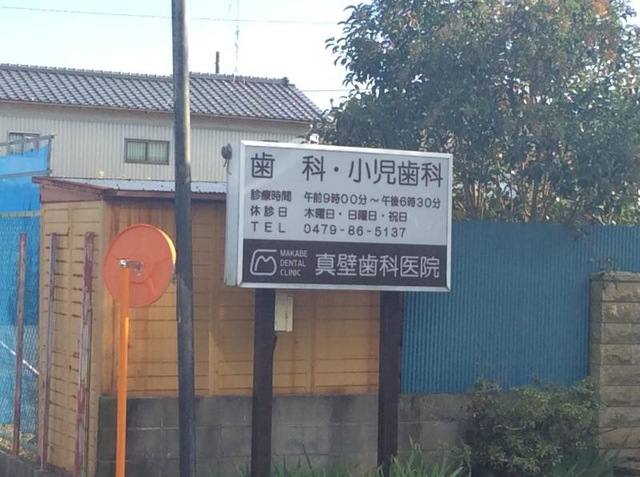 歯 科・小児歯科
診療時間 午前9時00分～午後6時30分
休診日 木曜日・日曜日・祝日
TEL 0479-86-5137
MAKABE
DENTAL
CLINIC
真壁歯科医院